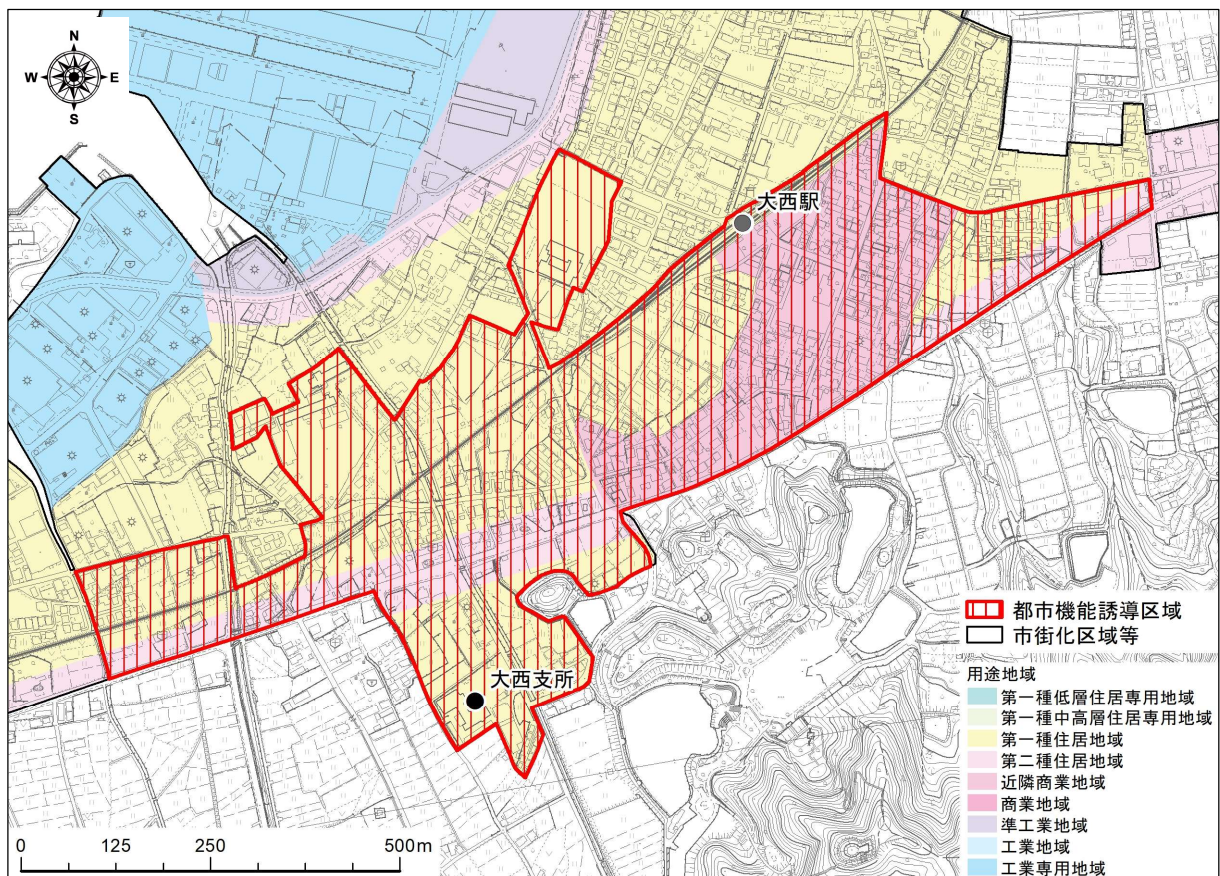 N
W E
S
大西駅
大西支所
都市機能誘導区域
市街化区域等
用途地域
第一種低層住居専用地域
第一種中高層住居専用地域
第一種住居地域
第二種住居地域
近隣商業地域
商業地域
準工業地域
工業地域
工業専用地域
0 125 250 500m